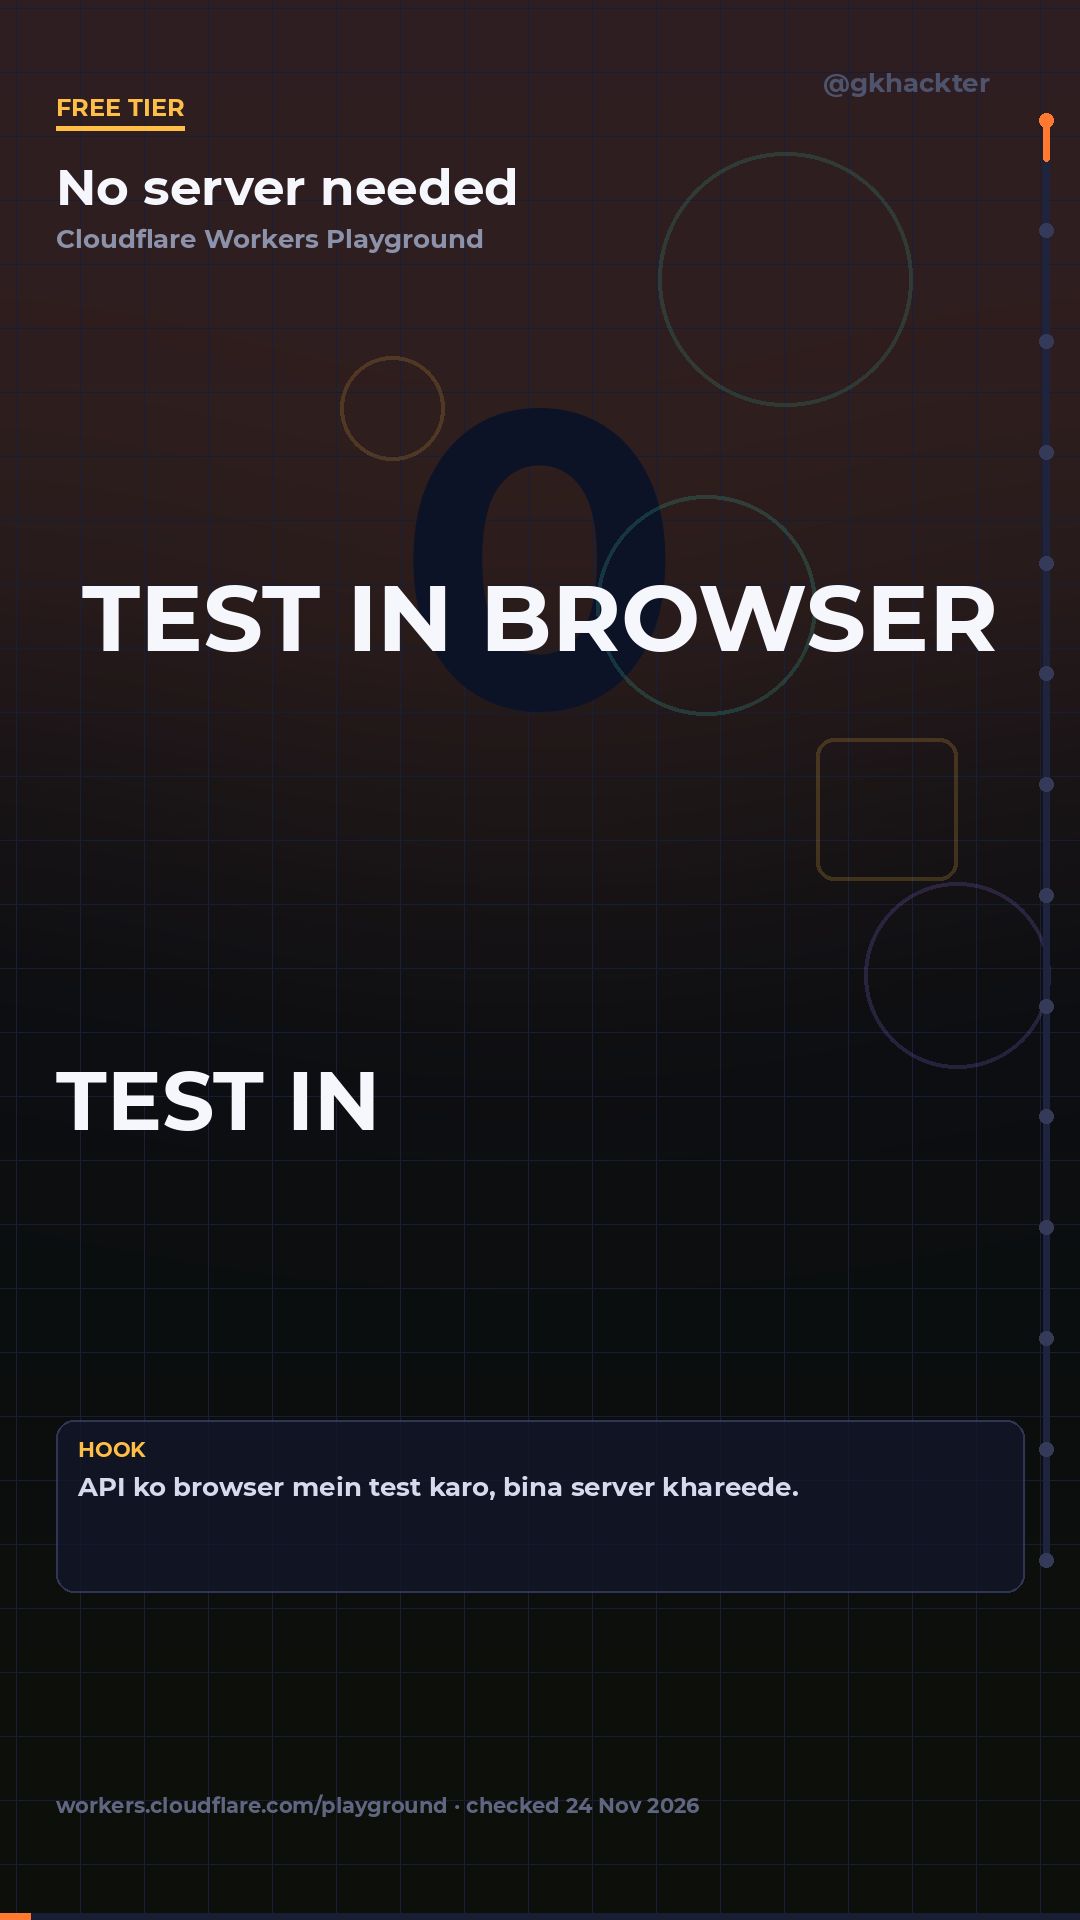 @gkhackter
FREE TIER
No server needed
Cloudflare Workers Playground
0
TEST IN BROWSER
TEST IN
HOOK
API ko browser mein test karo, bina server khareede.
workers.cloudflare.com/playground · checked 24 Nov 2026